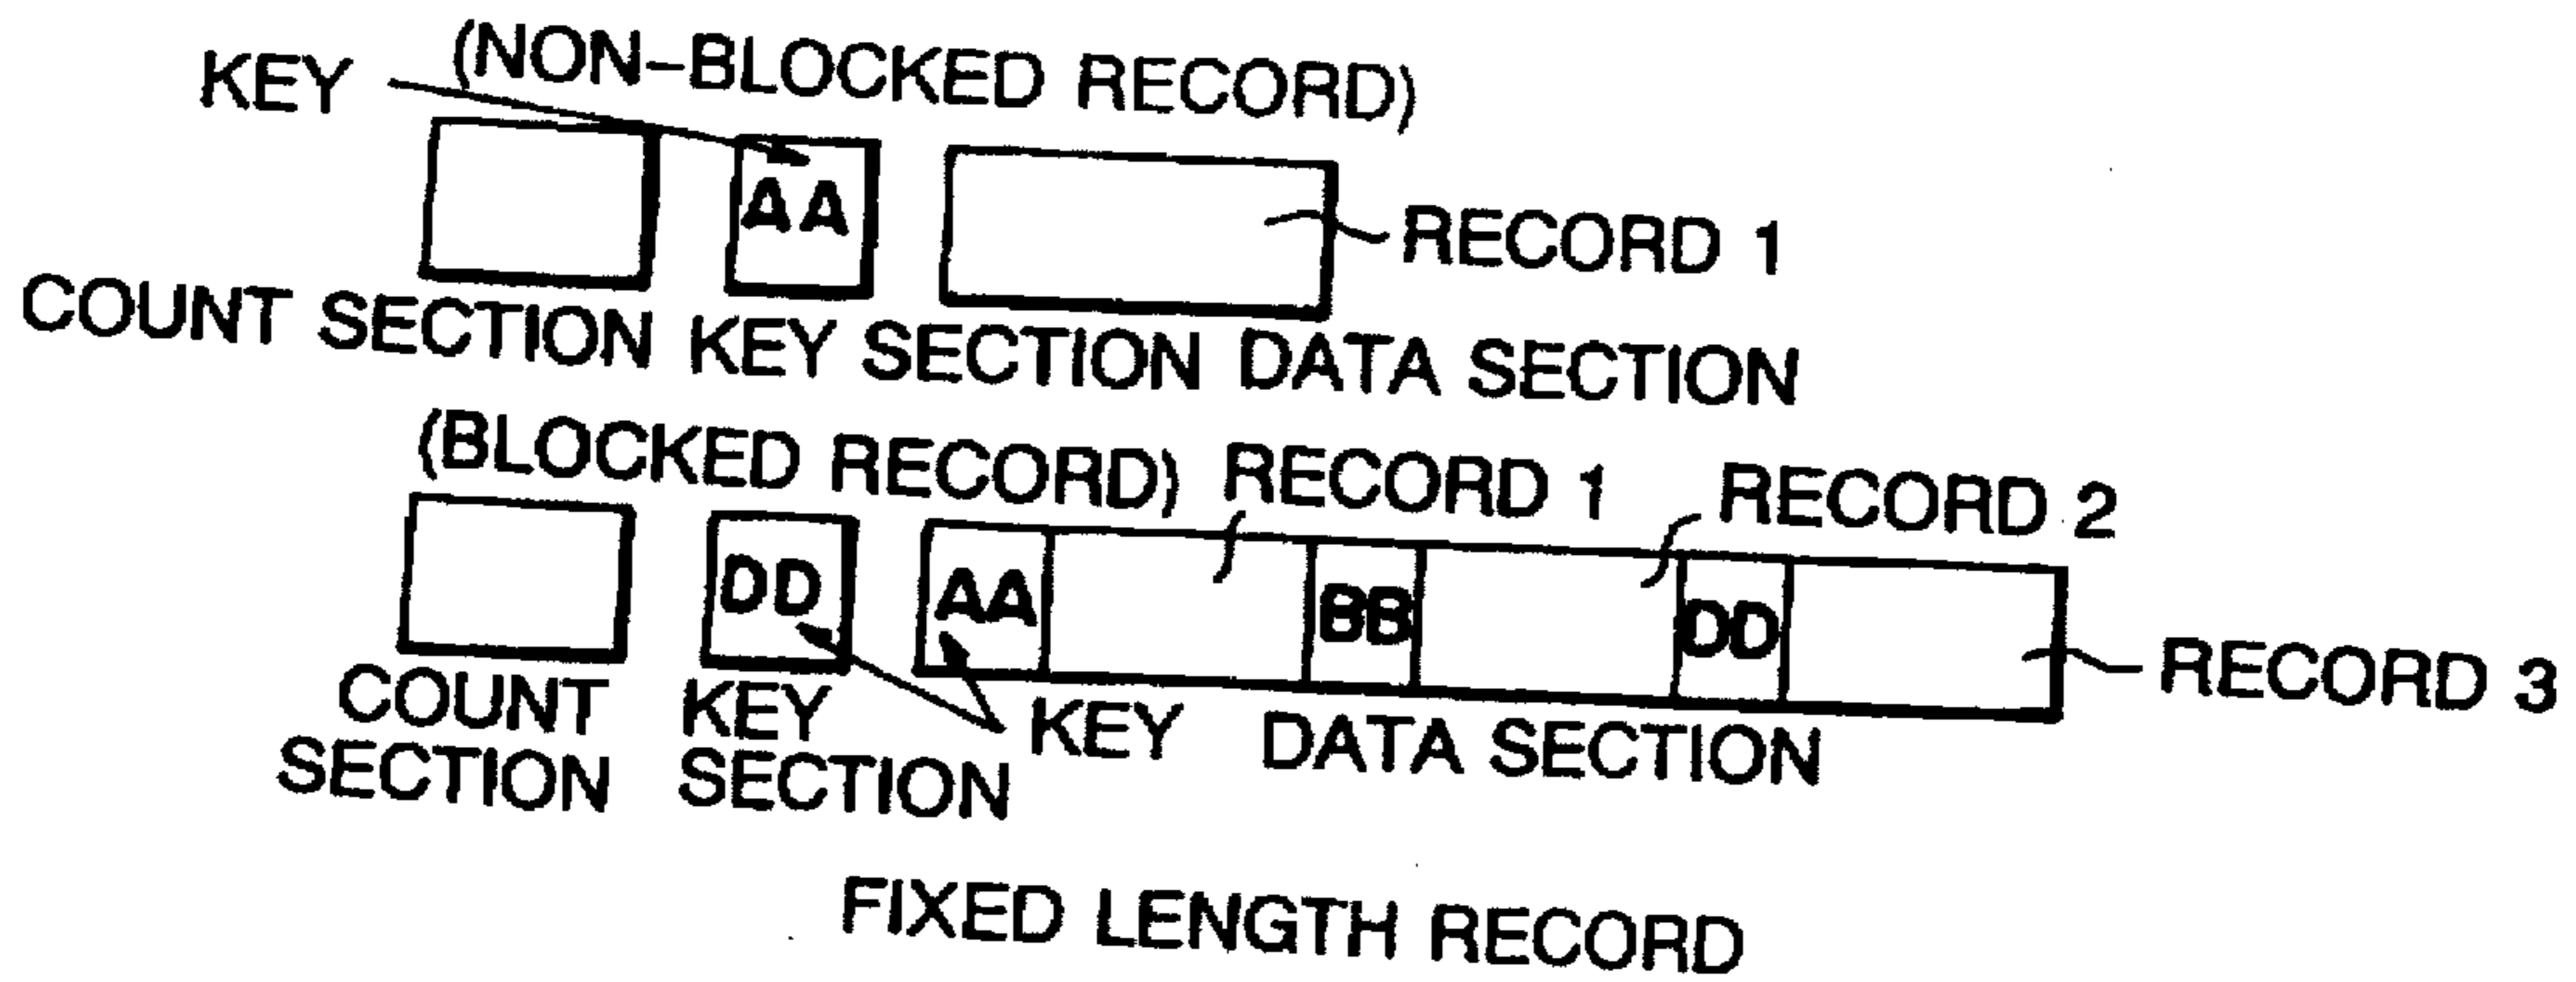 (NON-BLOCKED RECORD)
KEY
AA
RECORD 1
COUNT SECTION KEY SECTION DATA SECTION
(BLOCKED RECORD) RECORD 1 RECORD 2
DD AA BB DD
RECORD 3
COUNT SECTION
KEY SECTION
KEY
DATA SECTION
FIXED LENGTH RECORD